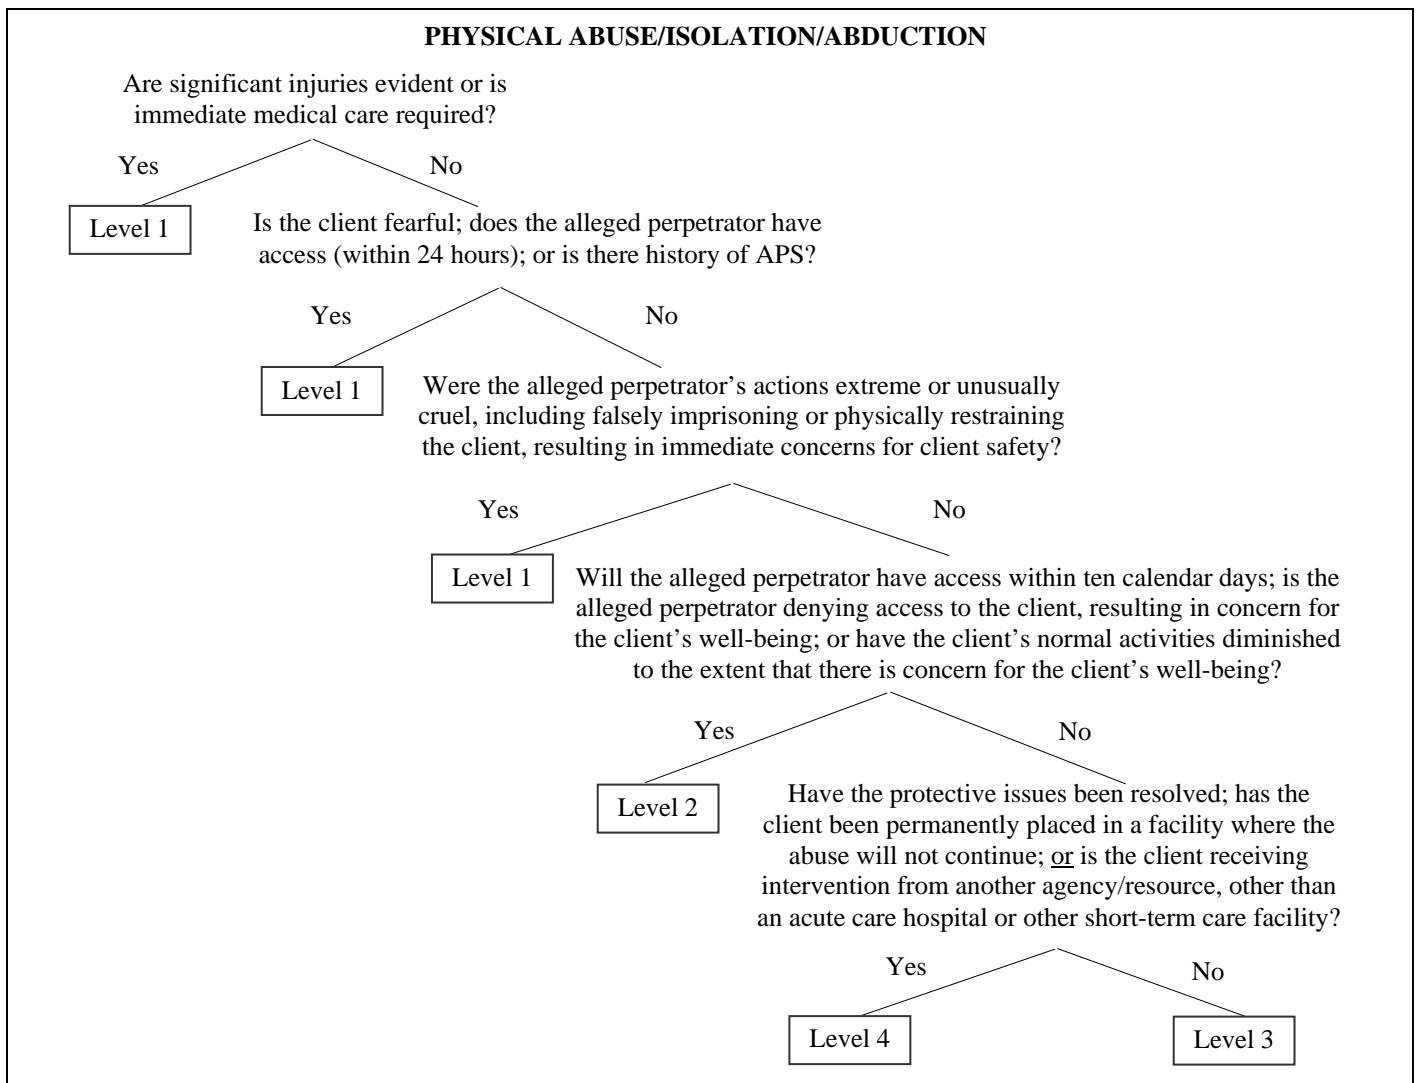 PHYSICAL ABUSE/ISOLATION/ABDUCTION
Are significant injuries evident or is
immediate medical care required?
Yes
No
Level 1
Is the client fearful; does the alleged perpetrator have
access (within 24 hours); or is there history of APS?
Yes
No
Level 1
Were the alleged perpetrator’s actions extreme or unusually
cruel, including falsely imprisoning or physically restraining
the client, resulting in immediate concerns for client safety?
Yes
No
Level 1
Will the alleged perpetrator have access within ten calendar days; is the
alleged perpetrator denying access to the client, resulting in concern for
the client’s well-being; or have the client’s normal activities diminished
to the extent that there is concern for the client’s well-being?
Yes
No
Level 2
Have the protective issues been resolved; has the
client been permanently placed in a facility where the
abuse will not continue; or is the client receiving
intervention from another agency/resource, other than
an acute care hospital or other short-term care facility?
Yes
No
Level 4
Level 3